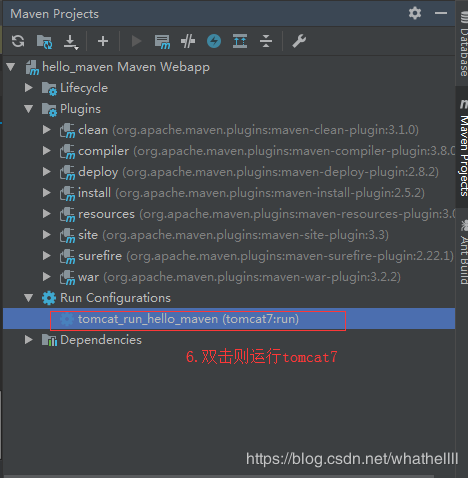 Maven Projects
hello_maven Maven Webapp
Lifecycle
Plugins
clean (org.apache.maven.plugins:maven-clean-plugin:3.1.0)
compiler (org.apache.maven.plugins:maven-compiler-plugin:3.8.0
deploy (org.apache.maven.plugins:maven-deploy-plugin:2.8.2)
install (org.apache.maven.plugins:maven-install-plugin:2.5.2)
resources (org.apache.maven.plugins:maven-resources-plugin:3.0
site (org.apache.maven.plugins:maven-site-plugin:3.3)
surefire (org.apache.maven.plugins:maven-surefire-plugin:2.22.1)
war (org.apache.maven.plugins:maven-war-plugin:3.2.2)
Run Configurations
tomcat_run_hello_maven (tomcat7:run)
Dependencies
6.双击则运行tomcat7
https://blog.csdn.net/whathellll
Database
Maven Projects
Ant Build